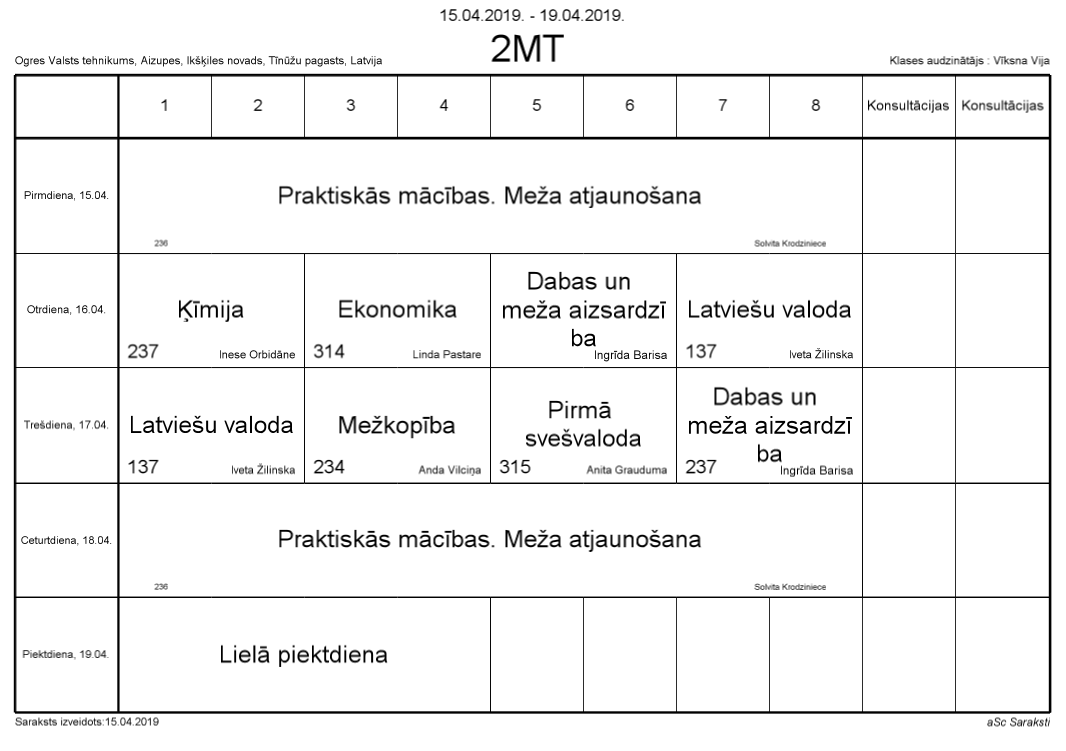 15.04.2019. - 19.04.2019.
2MT
Ogres Valsts tehnikums, Aizupes, Ikšķiles novads, Tīnūžu pagasts, Latvija
Klases audzinātājs : Vīksna Vija
1 2 3 4 5 6 7 8 Konsultācijas Konsultācijas
Pirmdiena, 15.04.
Praktiskās mācības. Meža atjaunošana
236 Solvita Krodziniece
Otrdiena, 16.04.
Ķīmija
237 Inese Orbidāne
Ekonomika
314 Linda Pastare
Dabas un
meža aizsardzī
ba
Ingrīda Barisa
Latviešu valoda
137 Iveta Žilinska
Trešdiena, 17.04.
Latviešu valoda
137 Iveta Žilinska
Mežkopība
234 Anda Vilciņa
Pirmā
svešvaloda
315 Anita Grauduma
Dabas un
meža aizsardzī
ba
237 Ingrīda Barisa
Ceturtdiena, 18.04.
Praktiskās mācības. Meža atjaunošana
236 Solvita Krodziniece
Piektdiena, 19.04.
Lielā piektdiena
Saraksts izveidots:15.04.2019
aSc Saraksti